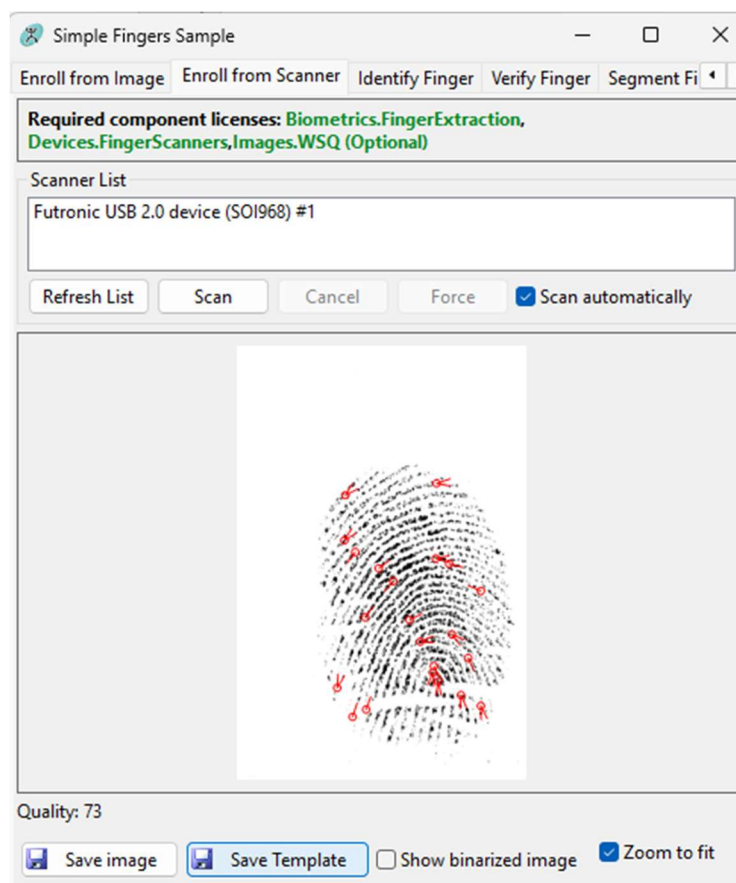 Simple Fingers Sample
Enroll from Image Enroll from Scanner Identify Finger Verify Finger Segment Fi
Required component licenses: Biometrics.FingerExtraction,
Devices.FingerScanners,Images.WSQ (Optional)
Scanner List
Futronic USB 2.0 device (SOI968) #1
Refresh List Scan Cancel Force Scan automatically
Quality: 73
Save image Save Template Show binarized image Zoom to fit